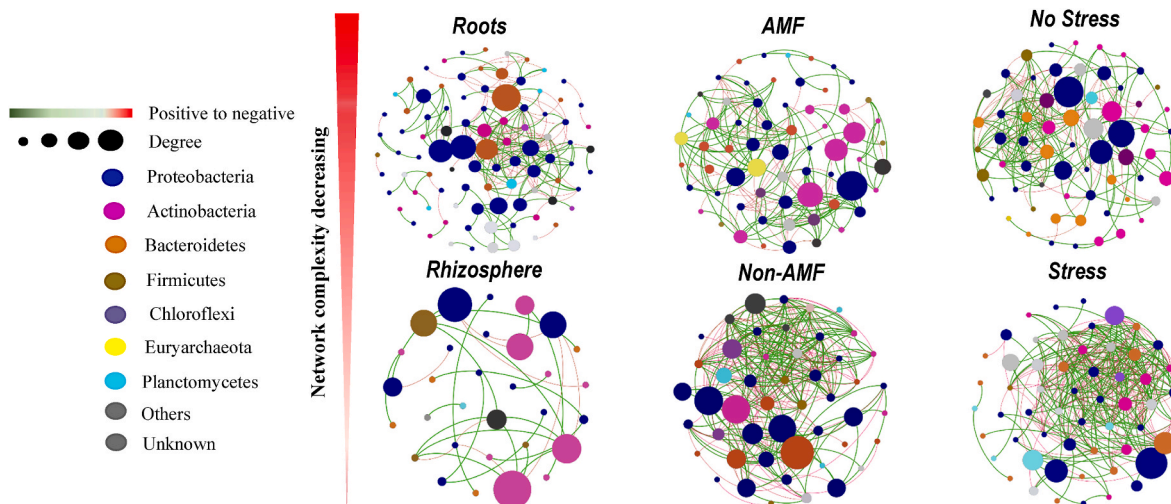 Roots
AMF
No Stress
Positive to negative
Degree
Proteobacteria
Actinobacteria
Bacteroidetes
Firmicutes
Chloroflexi
Euryarchaeota
Planctomycetes
Others
Unknown
Network complexity decreasing
Rhizosphere
Non-AMF
Stress